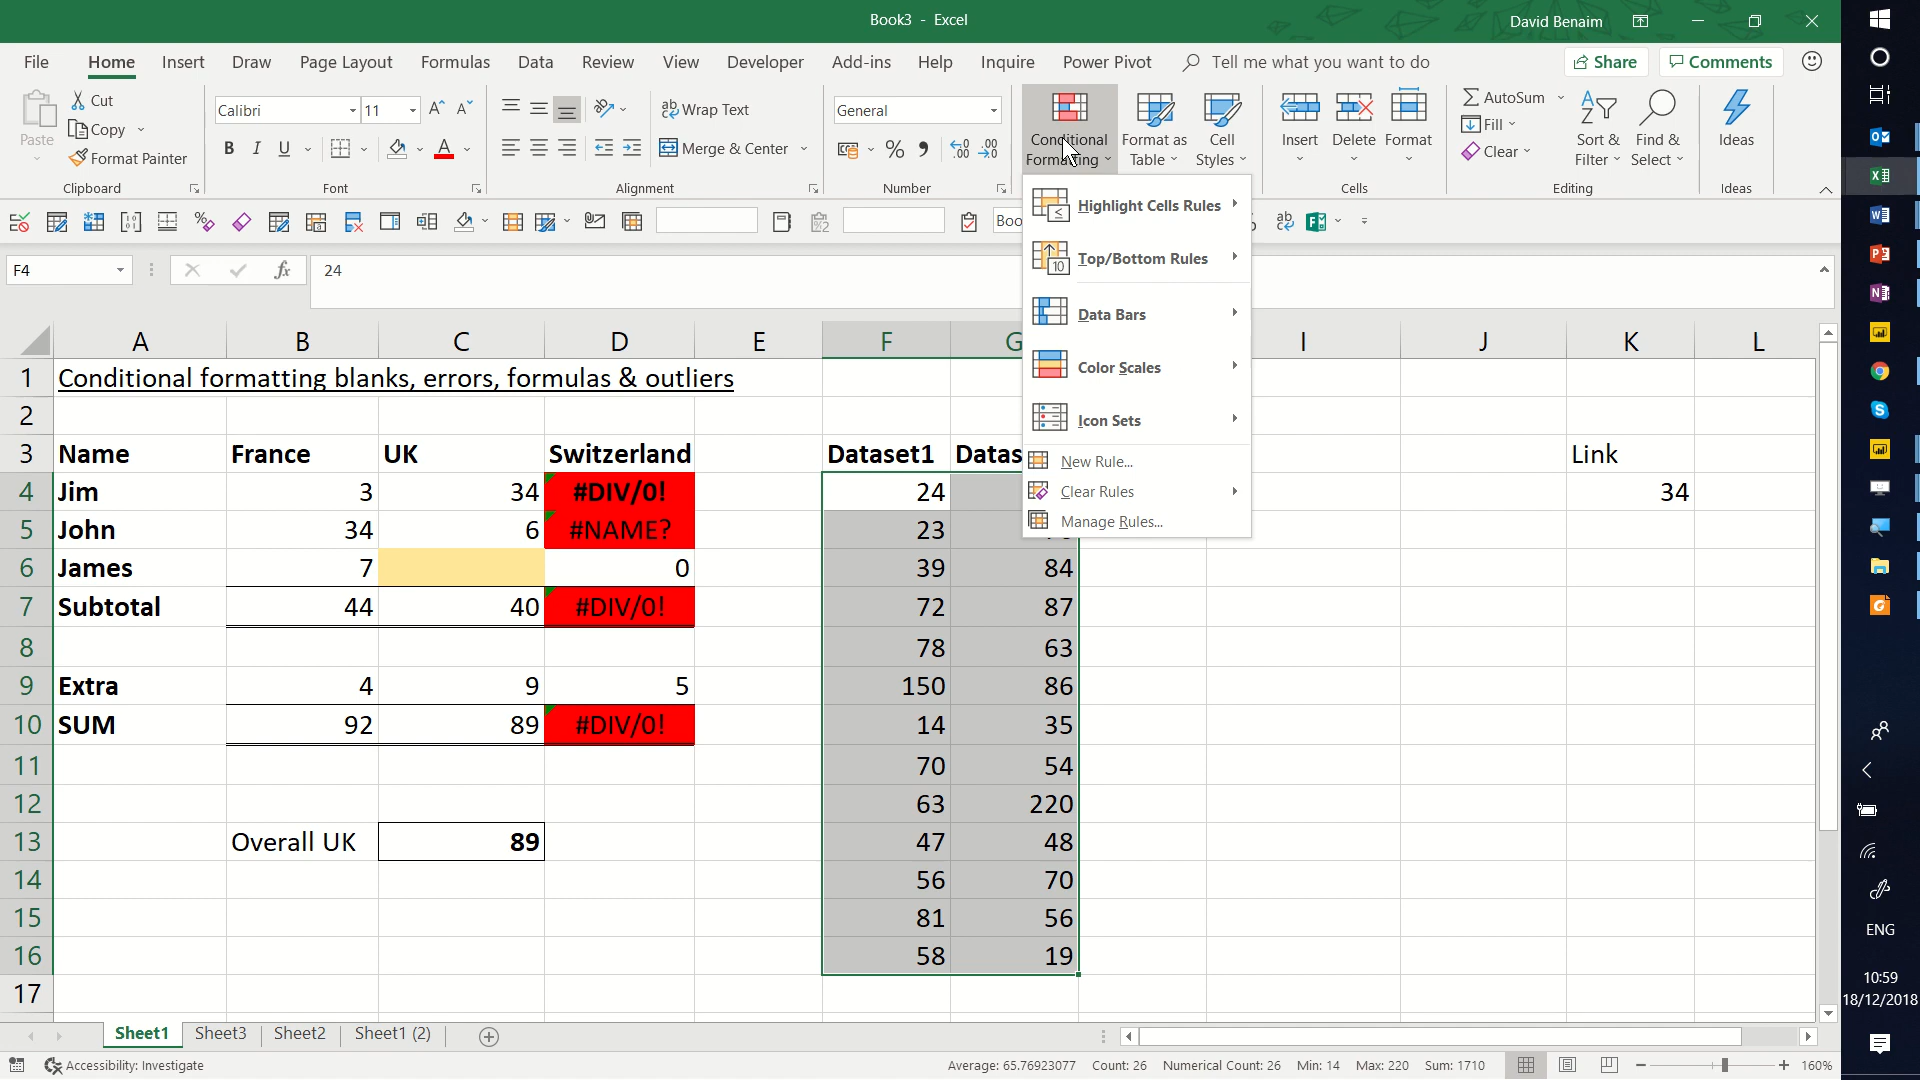 Book3 - Excel
David Benaim
File Home Insert Draw Page Layout Formulas Data Review View Developer Add-ins Help Inquire Power Pivot Tell me what you want to do Share Comments
Paste
Cut
Copy
Format Painter
Clipboard
Calibri 11
B I U
Font
Wrap Text
Merge & Center
Alignment
General
Number
Conditional Formatting
Format as Table
Cell Styles
Insert Delete Format
Cells
AutoSum
Fill
Clear
Sort & Filter
Find & Select
Editing
Ideas
Ideas
Boo
F4
fx
24
Highlight Cells Rules
Top/Bottom Rules
Data Bars
Color Scales
Icon Sets
New Rule...
Clear Rules
Manage Rules...
A B C D E F G I J K L
1 Conditional formatting blanks, errors, formulas & outliers
2
3 Name France UK Switzerland Dataset1 Datas Link
4 Jim 3 34 #DIV/0! 24 34
5 John 34 6 #NAME? 23
6 James 7 0 39 84
7 Subtotal 44 40 #DIV/0! 72 87
8 78 63
9 Extra 4 9 5 150 86
10 SUM 92 89 #DIV/0! 14 35
11 70 54
12 63 220
13 Overall UK 89 47 48
14 56 70
15 81 56
16 58 19
17
Sheet1 Sheet3 Sheet2 Sheet1 (2)
Accessibility: Investigate
Average: 65.76923077 Count: 26 Numerical Count: 26 Min: 14 Max: 220 Sum: 1710 160%
ENG
10:59
18/12/2018